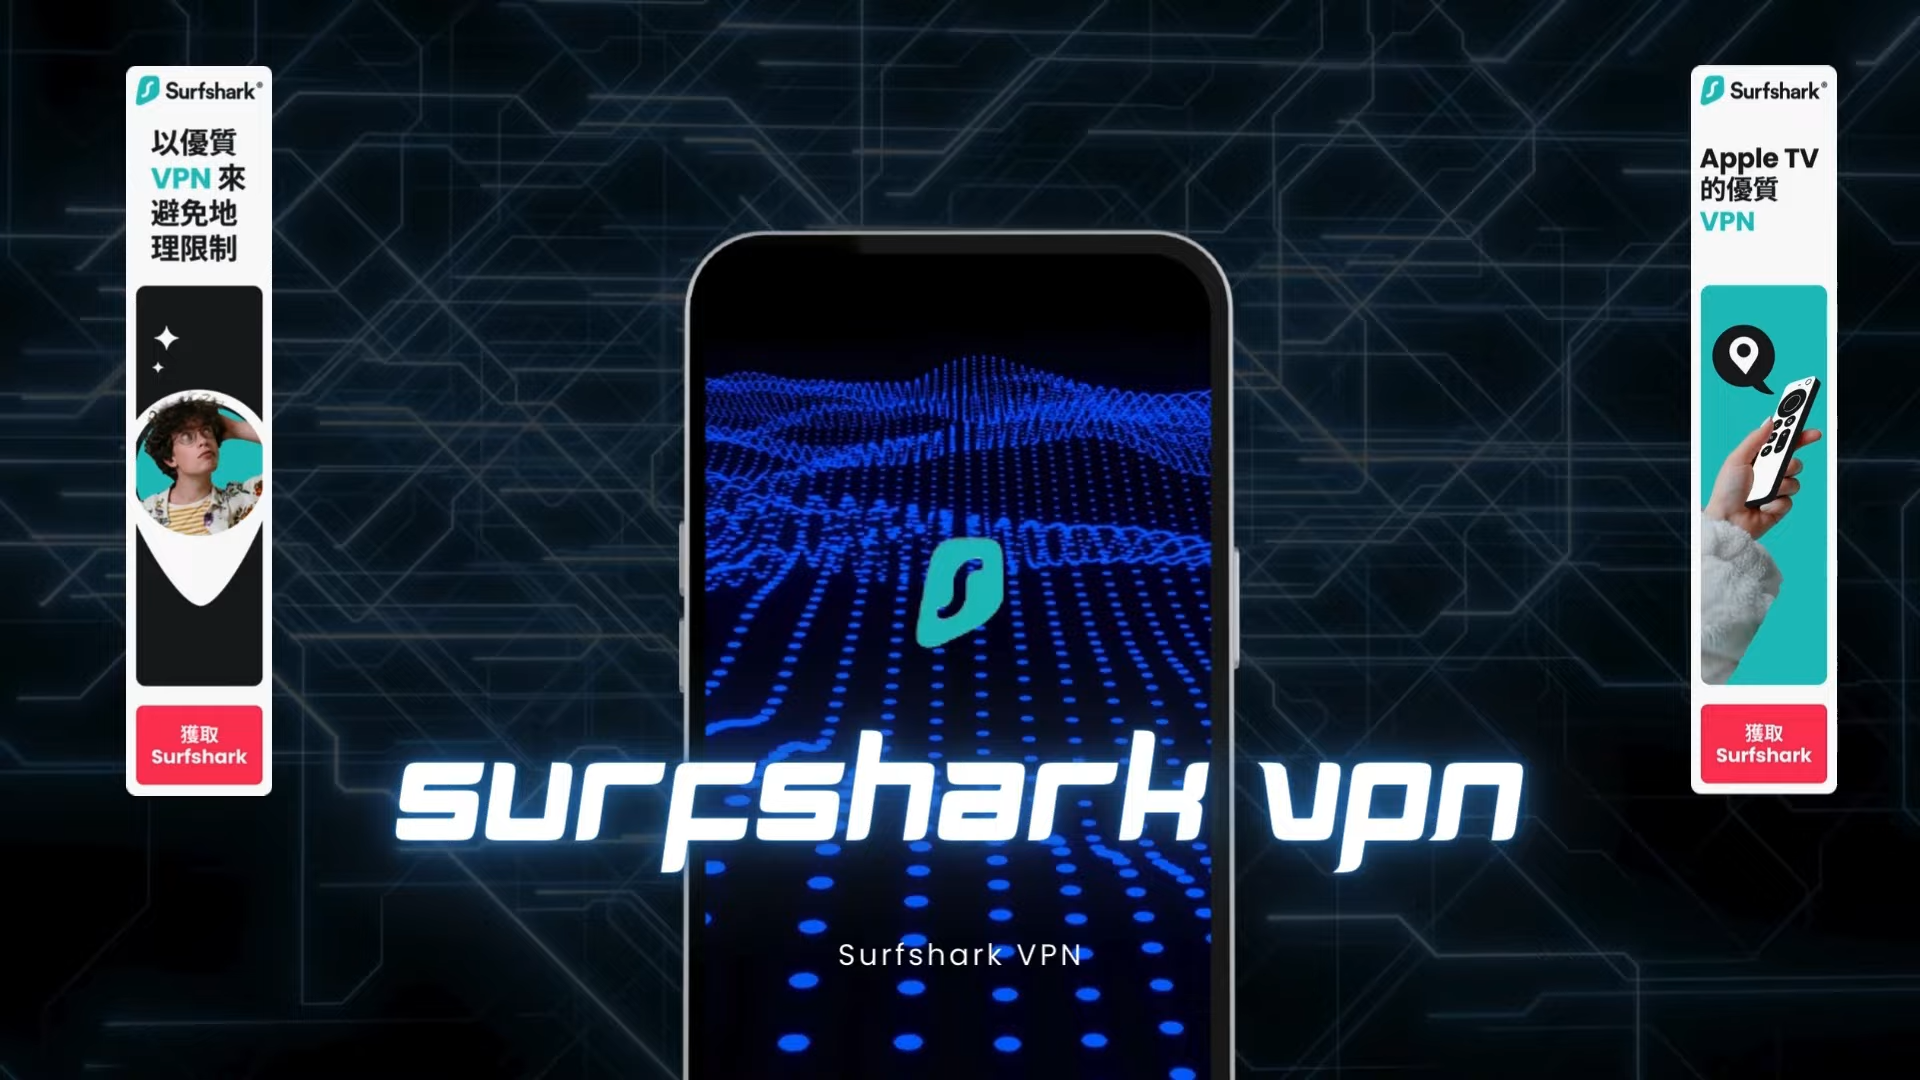 Surfshark®
以優質
VPN 來
避免地
理限制
獲取
Surfshark
Surfshark®
Apple TV
的優質
VPN
獲取
Surfshark
surfshark vpn
Surfshark VPN